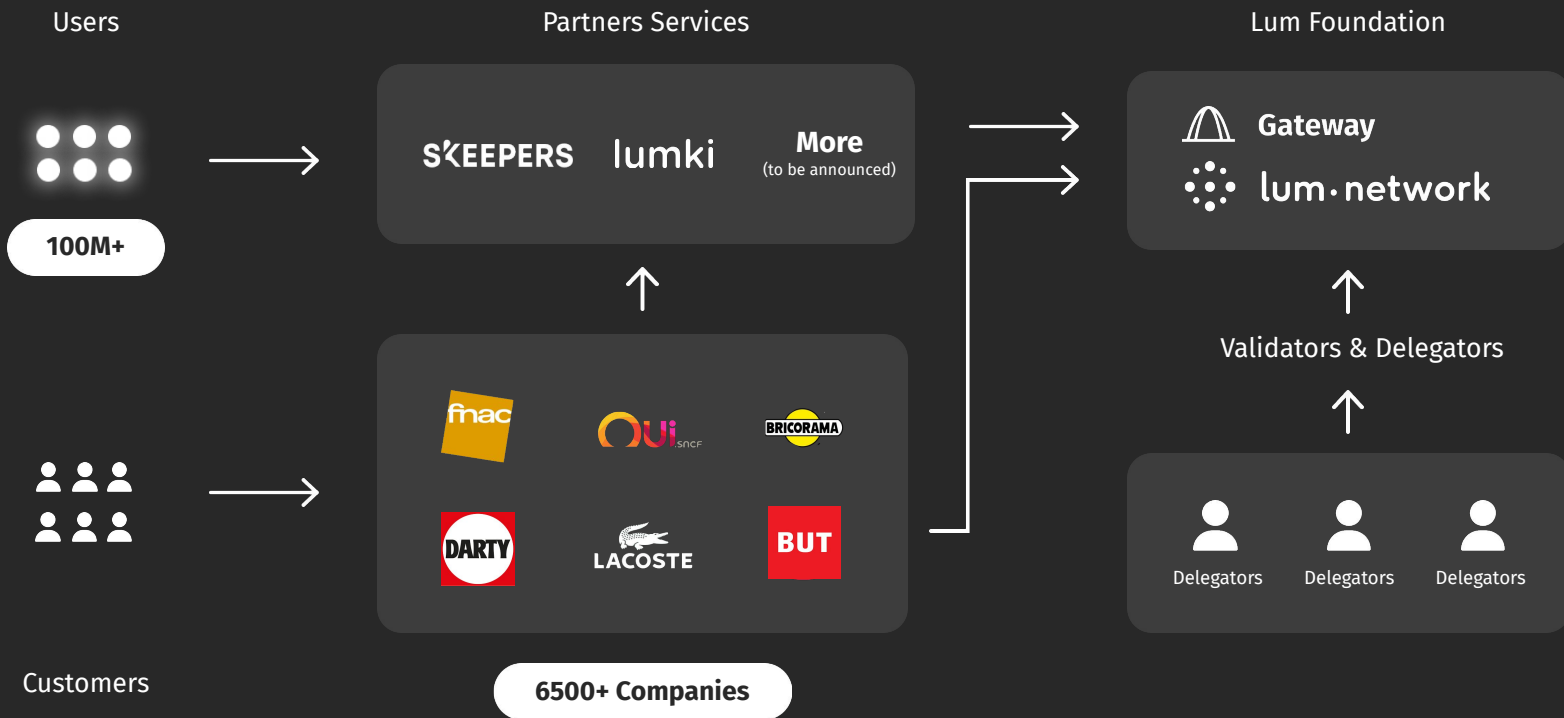 Users
Partners Services
Lum Foundation
SKEEPERS
lumki
More
(to be announced)
Gateway
lum·network
100M+
Validators & Delegators
fnac
OUi.SNCF
BRICORAMA
DARTY
LACOSTE
BUT
Delegators
Delegators
Delegators
Customers
6500+ Companies